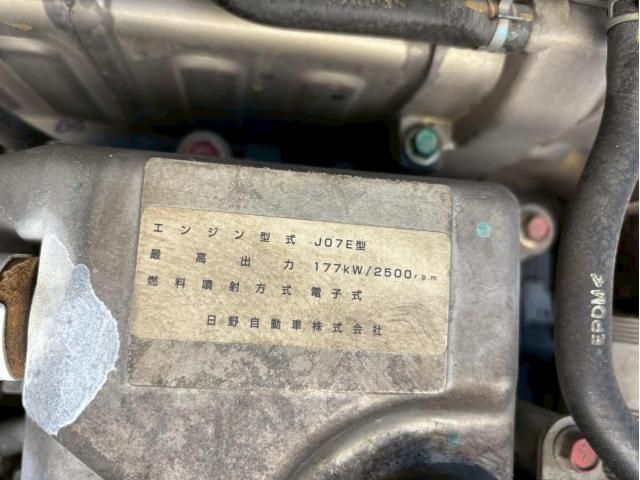 エンジン型式 J07E型
最高出力 177kW/2500r.p.m
燃料噴射方式 電子式
日野自動車株式会社
EPDM